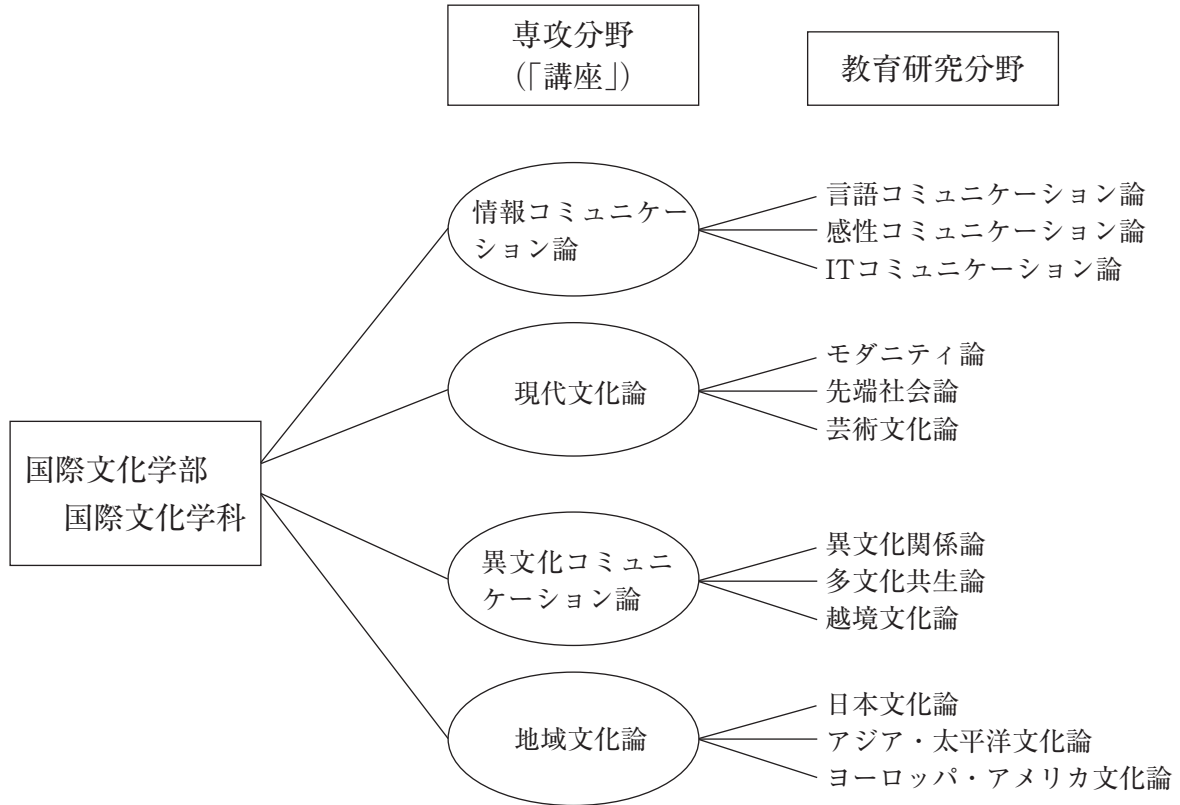 専攻分野
(「講座」)
教育研究分野
情報コミュニケー
ション論
言語コミュニケーション論
感性コミュニケーション論
ITコミュニケーション論
現代文化論
モダニティ論
先端社会論
芸術文化論
国際文化学部
国際文化学科
異文化コミュニ
ケーション論
異文化関係論
多文化共生論
越境文化論
地域文化論
日本文化論
アジア・太平洋文化論
ヨーロッパ・アメリカ文化論